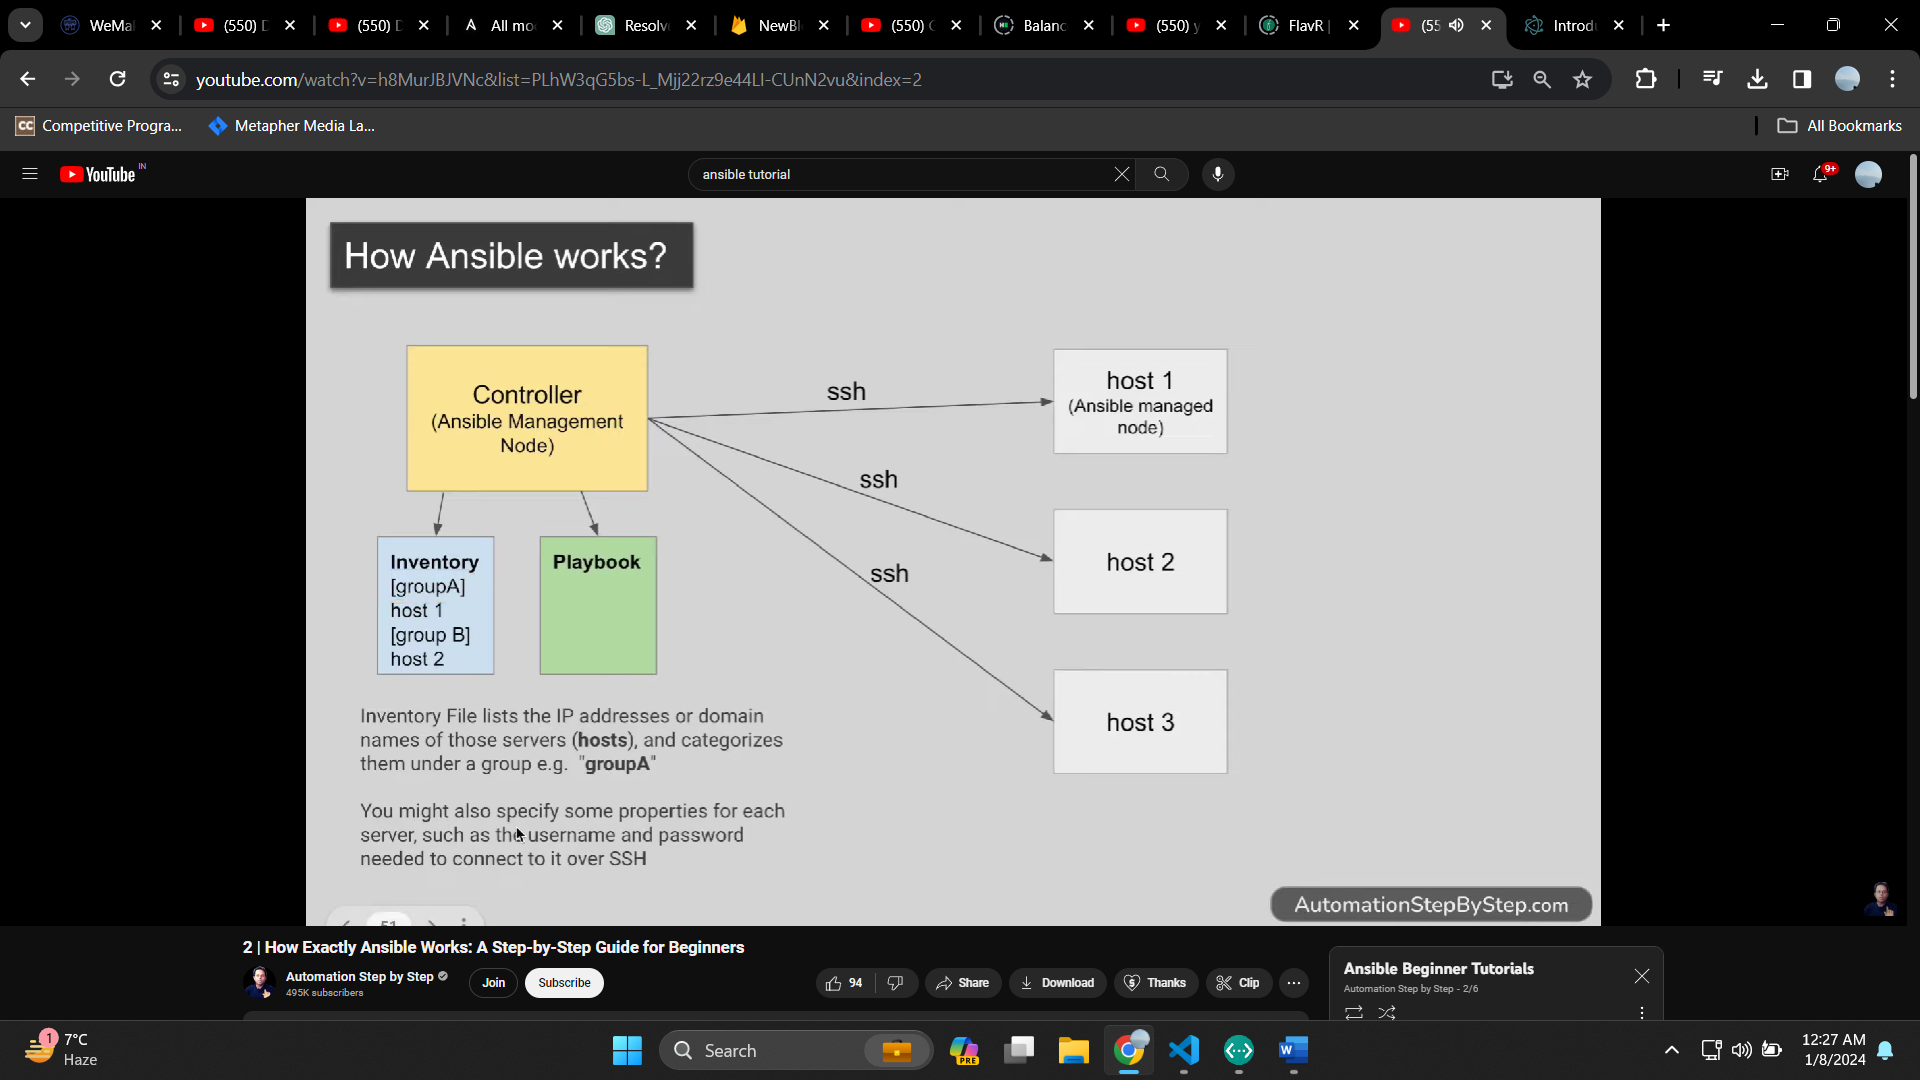 WeMa
(550) D
(550) D
All mo
Resolv
NewBl
(550) C
Balanc
(550) y
FlavR |
(55
Introdu
youtube.com/watch?v=h8MurJBJVNc&list=PLhW3qG5bs-L_Mjj22rz9e44LI-CUnN2vu&index=2
CC Competitive Progra...
Metapher Media La...
All Bookmarks
YouTube IN
ansible tutorial
9+
How Ansible works?
Controller
(Ansible Management
Node)
ssh
host 1
(Ansible managed
node)
ssh
host 2
ssh
host 3
Inventory
[groupA]
host 1
[group B]
host 2
Playbook
Inventory File lists the IP addresses or domain
names of those servers (hosts), and categorizes
them under a group e.g. "groupA"
You might also specify some properties for each
server, such as the username and password
needed to connect to it over SSH
AutomationStepByStep.com
51
2 | How Exactly Ansible Works: A Step-by-Step Guide for Beginners
Automation Step by Step
495K subscribers
Join
Subscribe
94
Share
Download
Thanks
Clip
Ansible Beginner Tutorials
Automation Step by Step - 2/6
1
7°C
Haze
Search
PRE
12:27 AM
1/8/2024